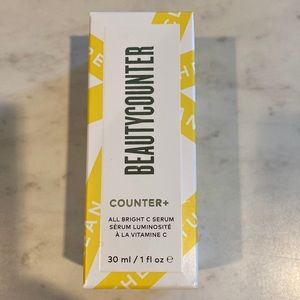 BEAUTYCOUNTER
COUNTER+
ALL BRIGHT C SERUM
SÉRUM LUMINOSITÉ
À LA VITAMINE C
30 ml / 1 fl oz ℮